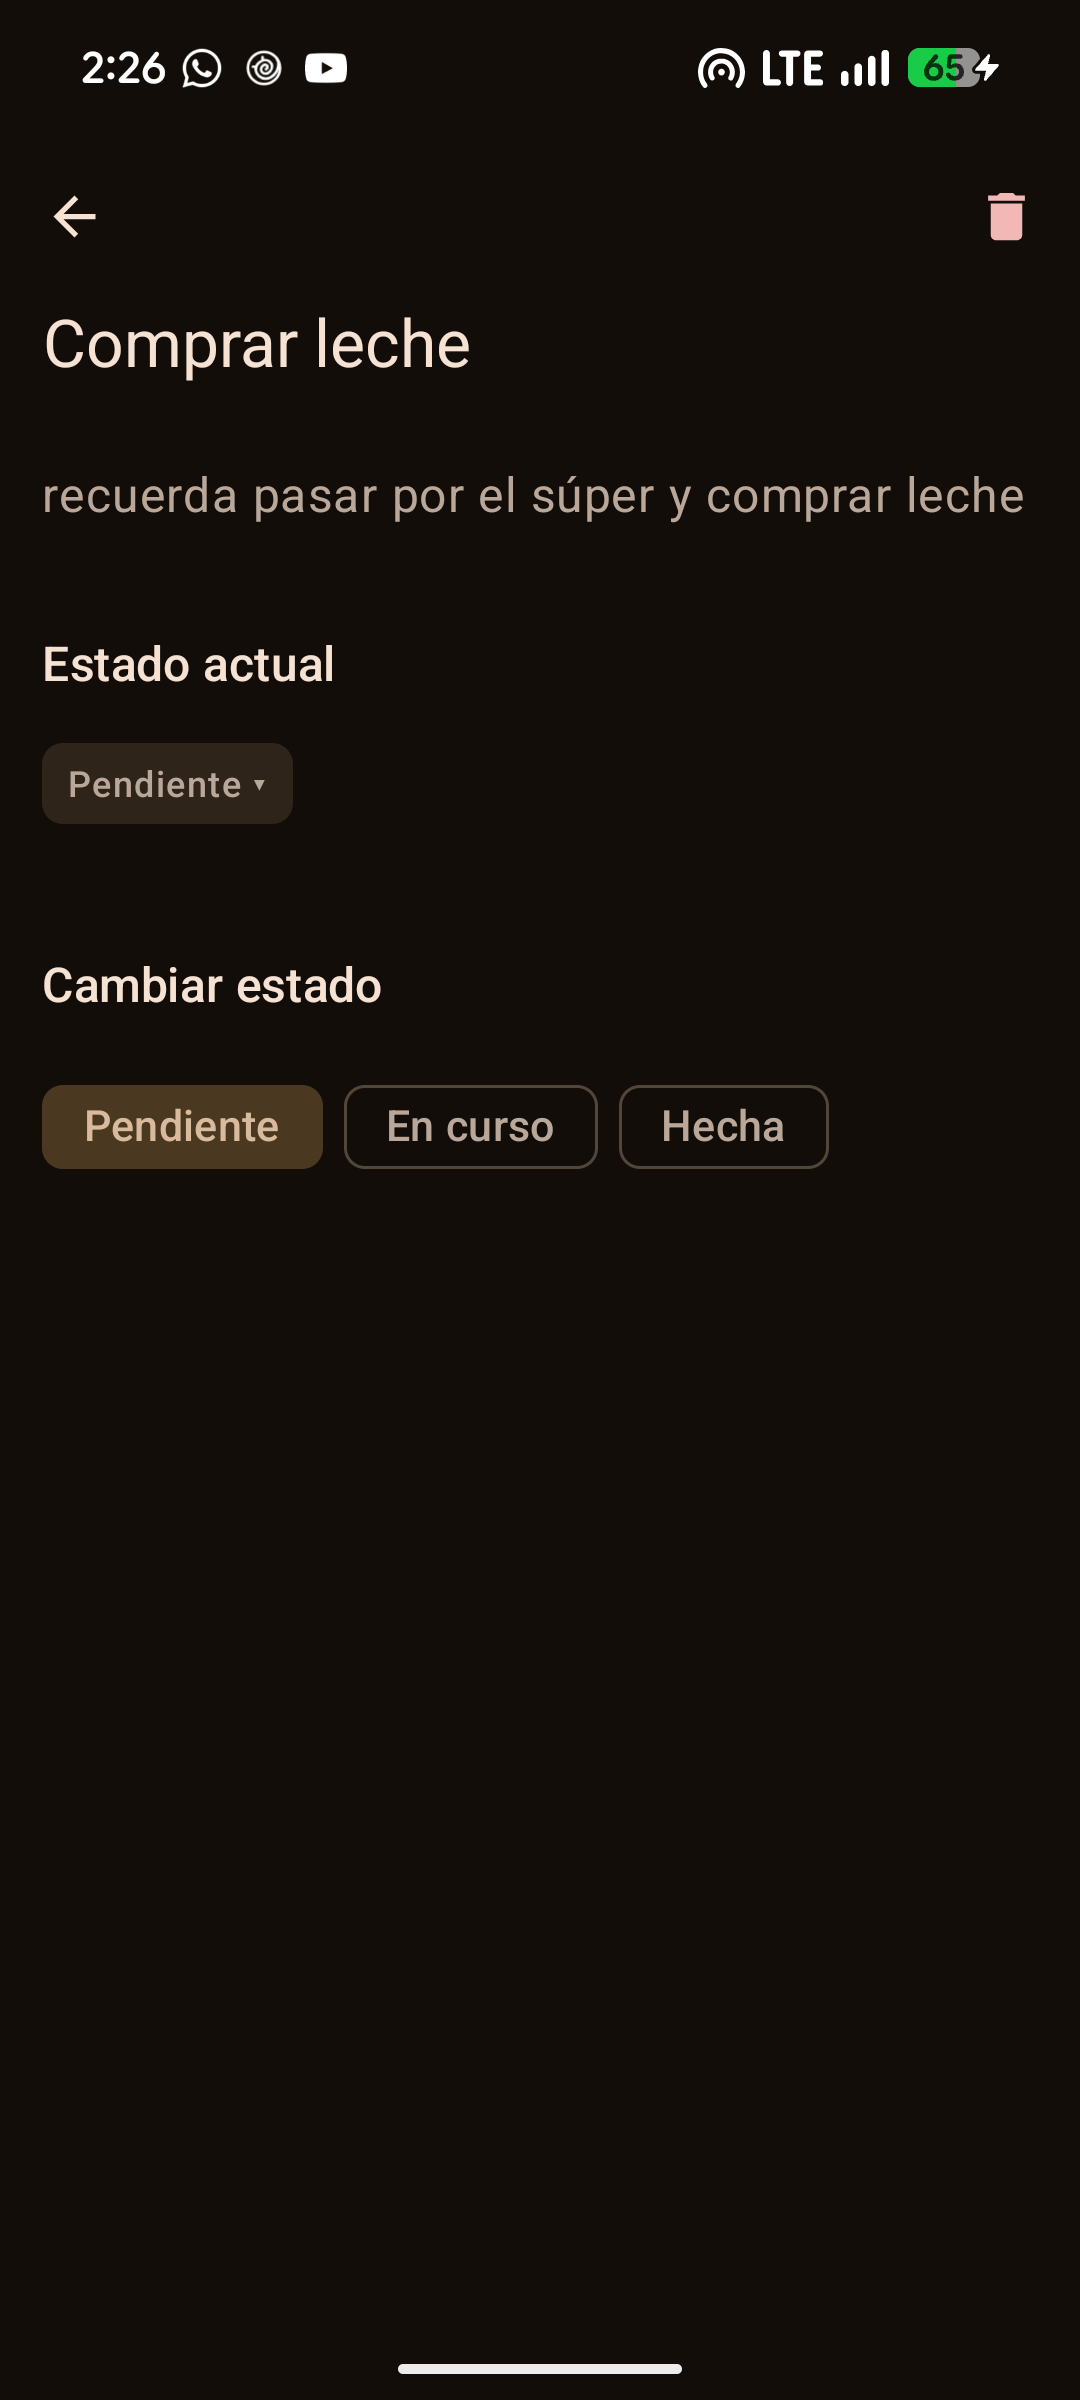 2:26 LTE 65
Comprar leche
recuerda pasar por el súper y comprar leche
Estado actual
Pendiente ▾
Cambiar estado
Pendiente En curso Hecha